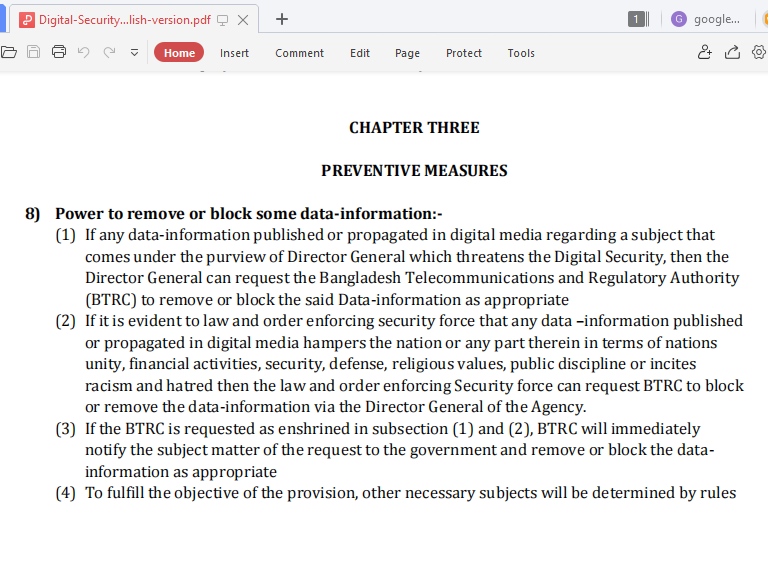 Digital-Security...lish-version.pdf
1
G google...
Home Insert Comment Edit Page Protect Tools
CHAPTER THREE
PREVENTIVE MEASURES
8) Power to remove or block some data-information:-
(1) If any data-information published or propagated in digital media regarding a subject that
comes under the purview of Director General which threatens the Digital Security, then the
Director General can request the Bangladesh Telecommunications and Regulatory Authority
(BTRC) to remove or block the said Data-information as appropriate
(2) If it is evident to law and order enforcing security force that any data –information published
or propagated in digital media hampers the nation or any part therein in terms of nations
unity, financial activities, security, defense, religious values, public discipline or incites
racism and hatred then the law and order enforcing Security force can request BTRC to block
or remove the data-information via the Director General of the Agency.
(3) If the BTRC is requested as enshrined in subsection (1) and (2), BTRC will immediately
notify the subject matter of the request to the government and remove or block the data-
information as appropriate
(4) To fulfill the objective of the provision, other necessary subjects will be determined by rules